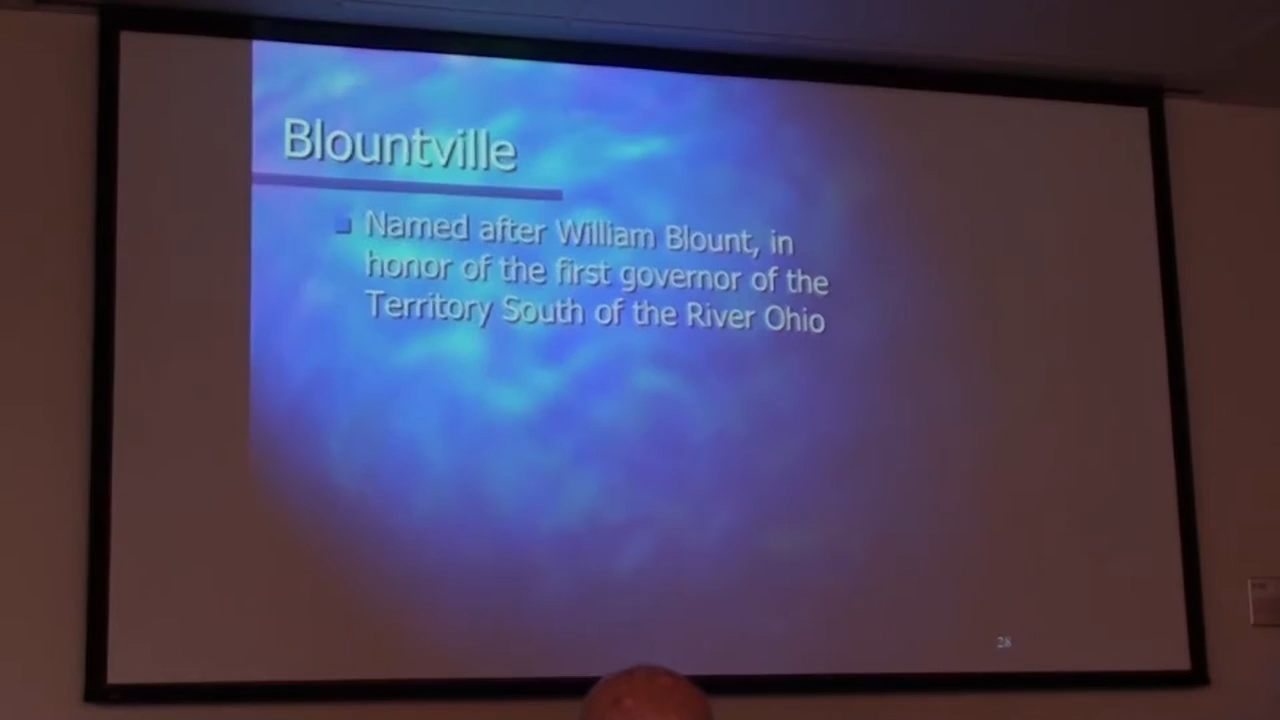 Blountville
Named after William Blount, in
honor of the first governor of the
Territory South of the River Ohio
28